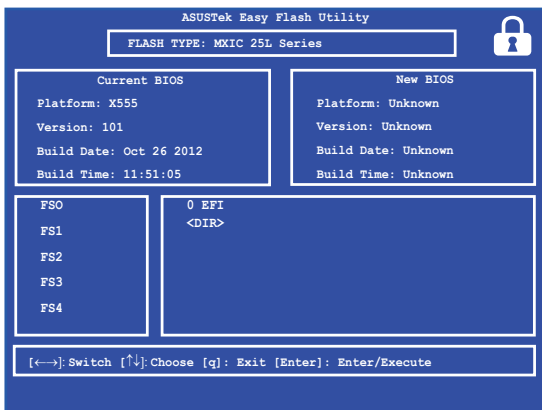 ASUSTek Easy Flash Utility
FLASH TYPE: MXIC 25L Series
Current BIOS
Platform: X555
Version: 101
Build Date: Oct 26 2012
Build Time: 11:51:05
New BIOS
Platform: Unknown
Version: Unknown
Build Date: Unknown
Build Time: Unknown
FSO
FS1
FS2
FS3
FS4
0 EFI
<DIR>
[←→]: Switch [↑↓]: Choose [q]: Exit [Enter]: Enter/Execute